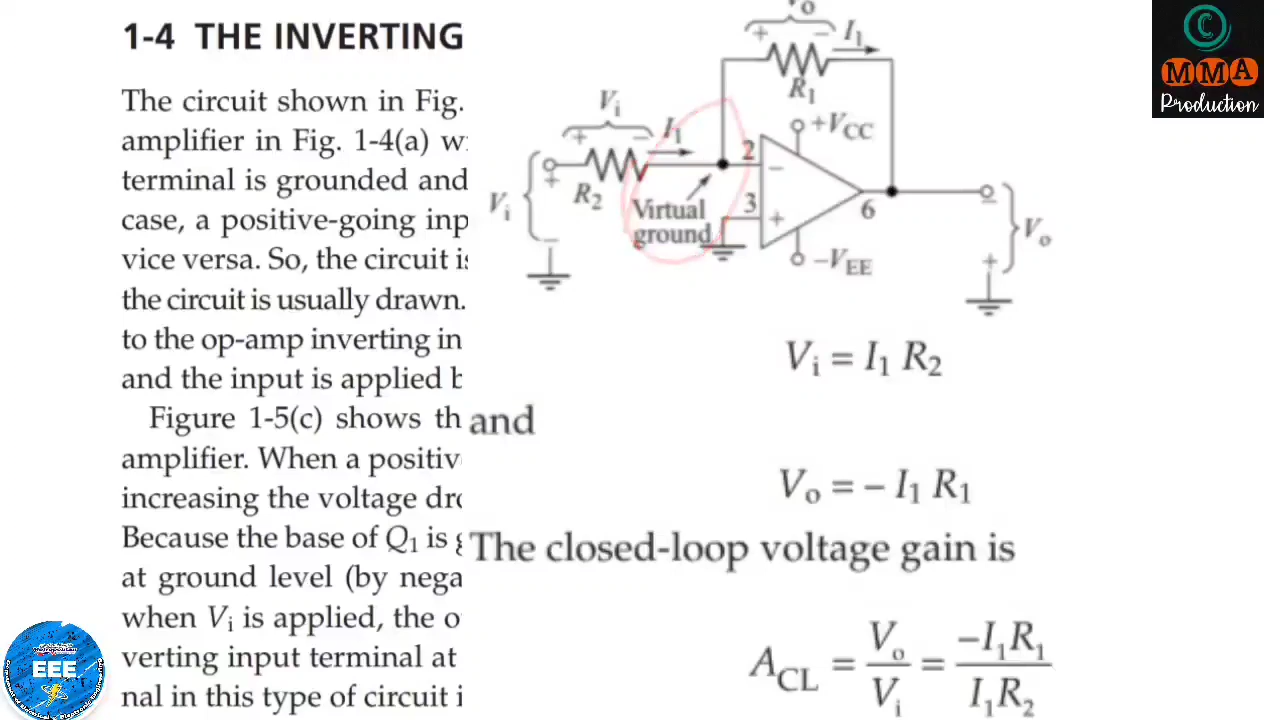 1-4 THE INVERTING
The circuit shown in Fig.
amplifier in Fig. 1-4(a) w
terminal is grounded and
case, a positive-going inp
vice versa. So, the circuit is
the circuit is usually drawn.
to the op-amp inverting in
and the input is applied b
Figure 1-5(c) shows th
amplifier. When a positiv
increasing the voltage dro
Because the base of Q1 is g
at ground level (by nega
when Vi is applied, the o
verting input terminal at
nal in this type of circuit i
Vo
+ −
I1
R1
Vi
+ −
I1
+VCC
2
−
+
R2
Vi
Virtual
ground
3
+
6
−
Vo
−
−VEE
+
Vi = I1 R2
and
Vo = − I1 R1
The closed-loop voltage gain is
ACL = Vo/Vi = −I1R1/I1R2
©
MMA
Production
EEE